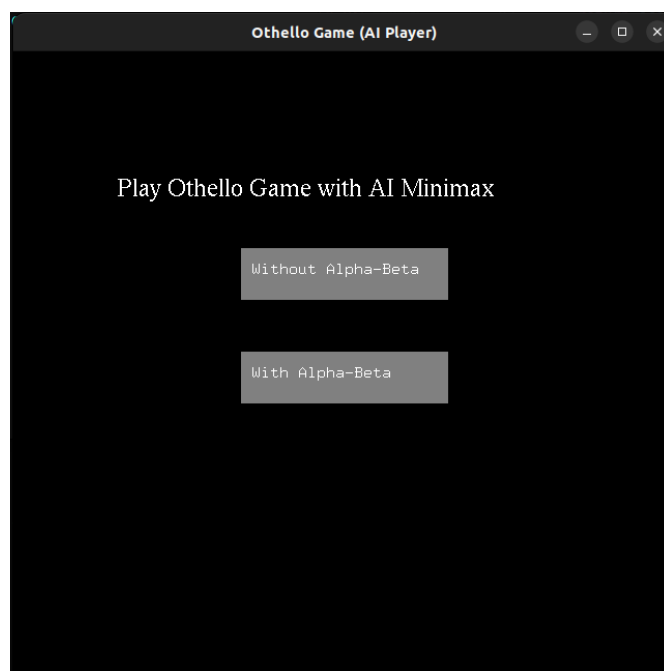 Othello Game (AI Player)
Play Othello Game with AI Minimax
Without Alpha-Beta
With Alpha-Beta